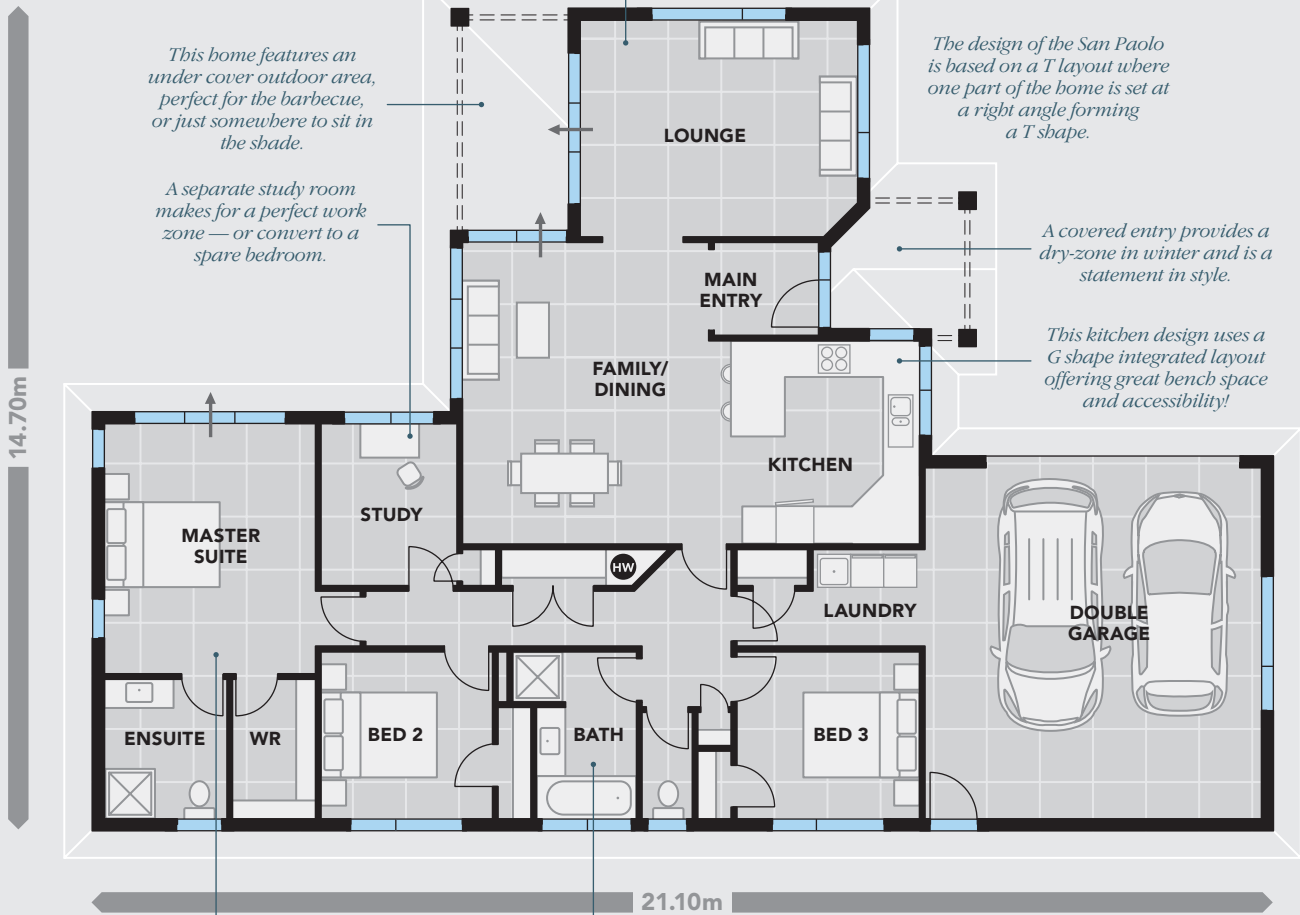 This home features an
under cover outdoor area,
perfect for the barbecue,
or just somewhere to sit in
the shade.
A separate study room
makes for a perfect work
zone — or convert to a
spare bedroom.
The design of the San Paolo
is based on a T layout where
one part of the home is set at
a right angle forming
a T shape.
A covered entry provides a
dry-zone in winter and is a
statement in style.
This kitchen design uses a
G shape integrated layout
offering great bench space
and accessibility!
LOUNGE
MAIN
ENTRY
FAMILY/
DINING
KITCHEN
STUDY
MASTER
SUITE
HW
LAUNDRY
DOUBLE
GARAGE
ENSUITE
WR
BED 2
BATH
BED 3
14.70m
21.10m